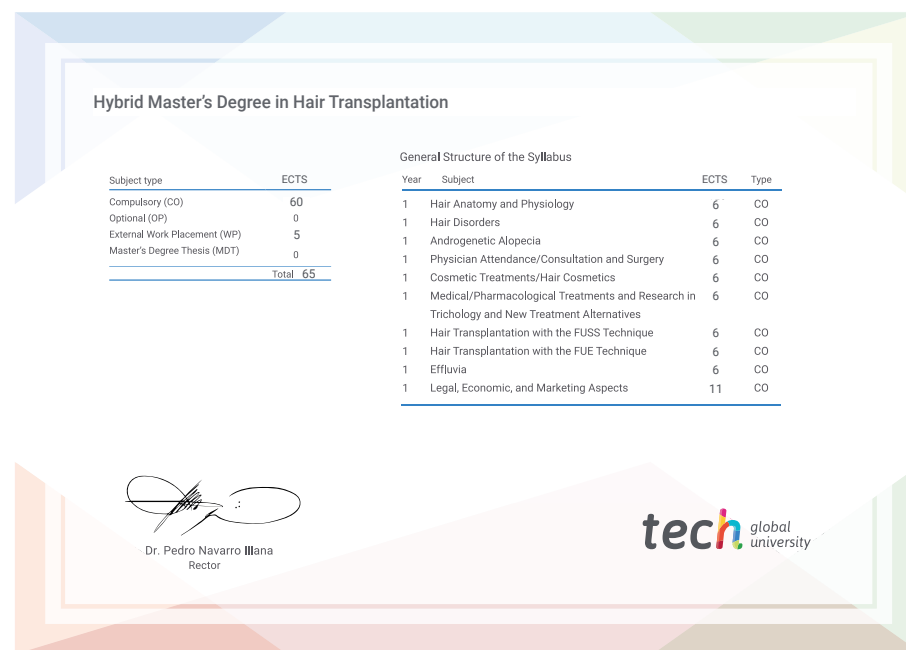 Hybrid Master's Degree in Hair Transplantation
Subject type ECTS
Compulsory (CO) 60
Optional (OP) 0
External Work Placement (WP) 5
Master's Degree Thesis (MDT) 0
Total 65
General Structure of the Syllabus
Year Subject ECTS Type
1 Hair Anatomy and Physiology 6 CO
1 Hair Disorders 6 CO
1 Androgenetic Alopecia 6 CO
1 Physician Attendance/Consultation and Surgery 6 CO
1 Cosmetic Treatments/Hair Cosmetics 6 CO
1 Medical/Pharmacological Treatments and Research in 6 CO
Trichology and New Treatment Alternatives
1 Hair Transplantation with the FUSS Technique 6 CO
1 Hair Transplantation with the FUE Technique 6 CO
1 Effluvia 6 CO
1 Legal, Economic, and Marketing Aspects 11 CO
Dr. Pedro Navarro Illana
Rector
tech global
university